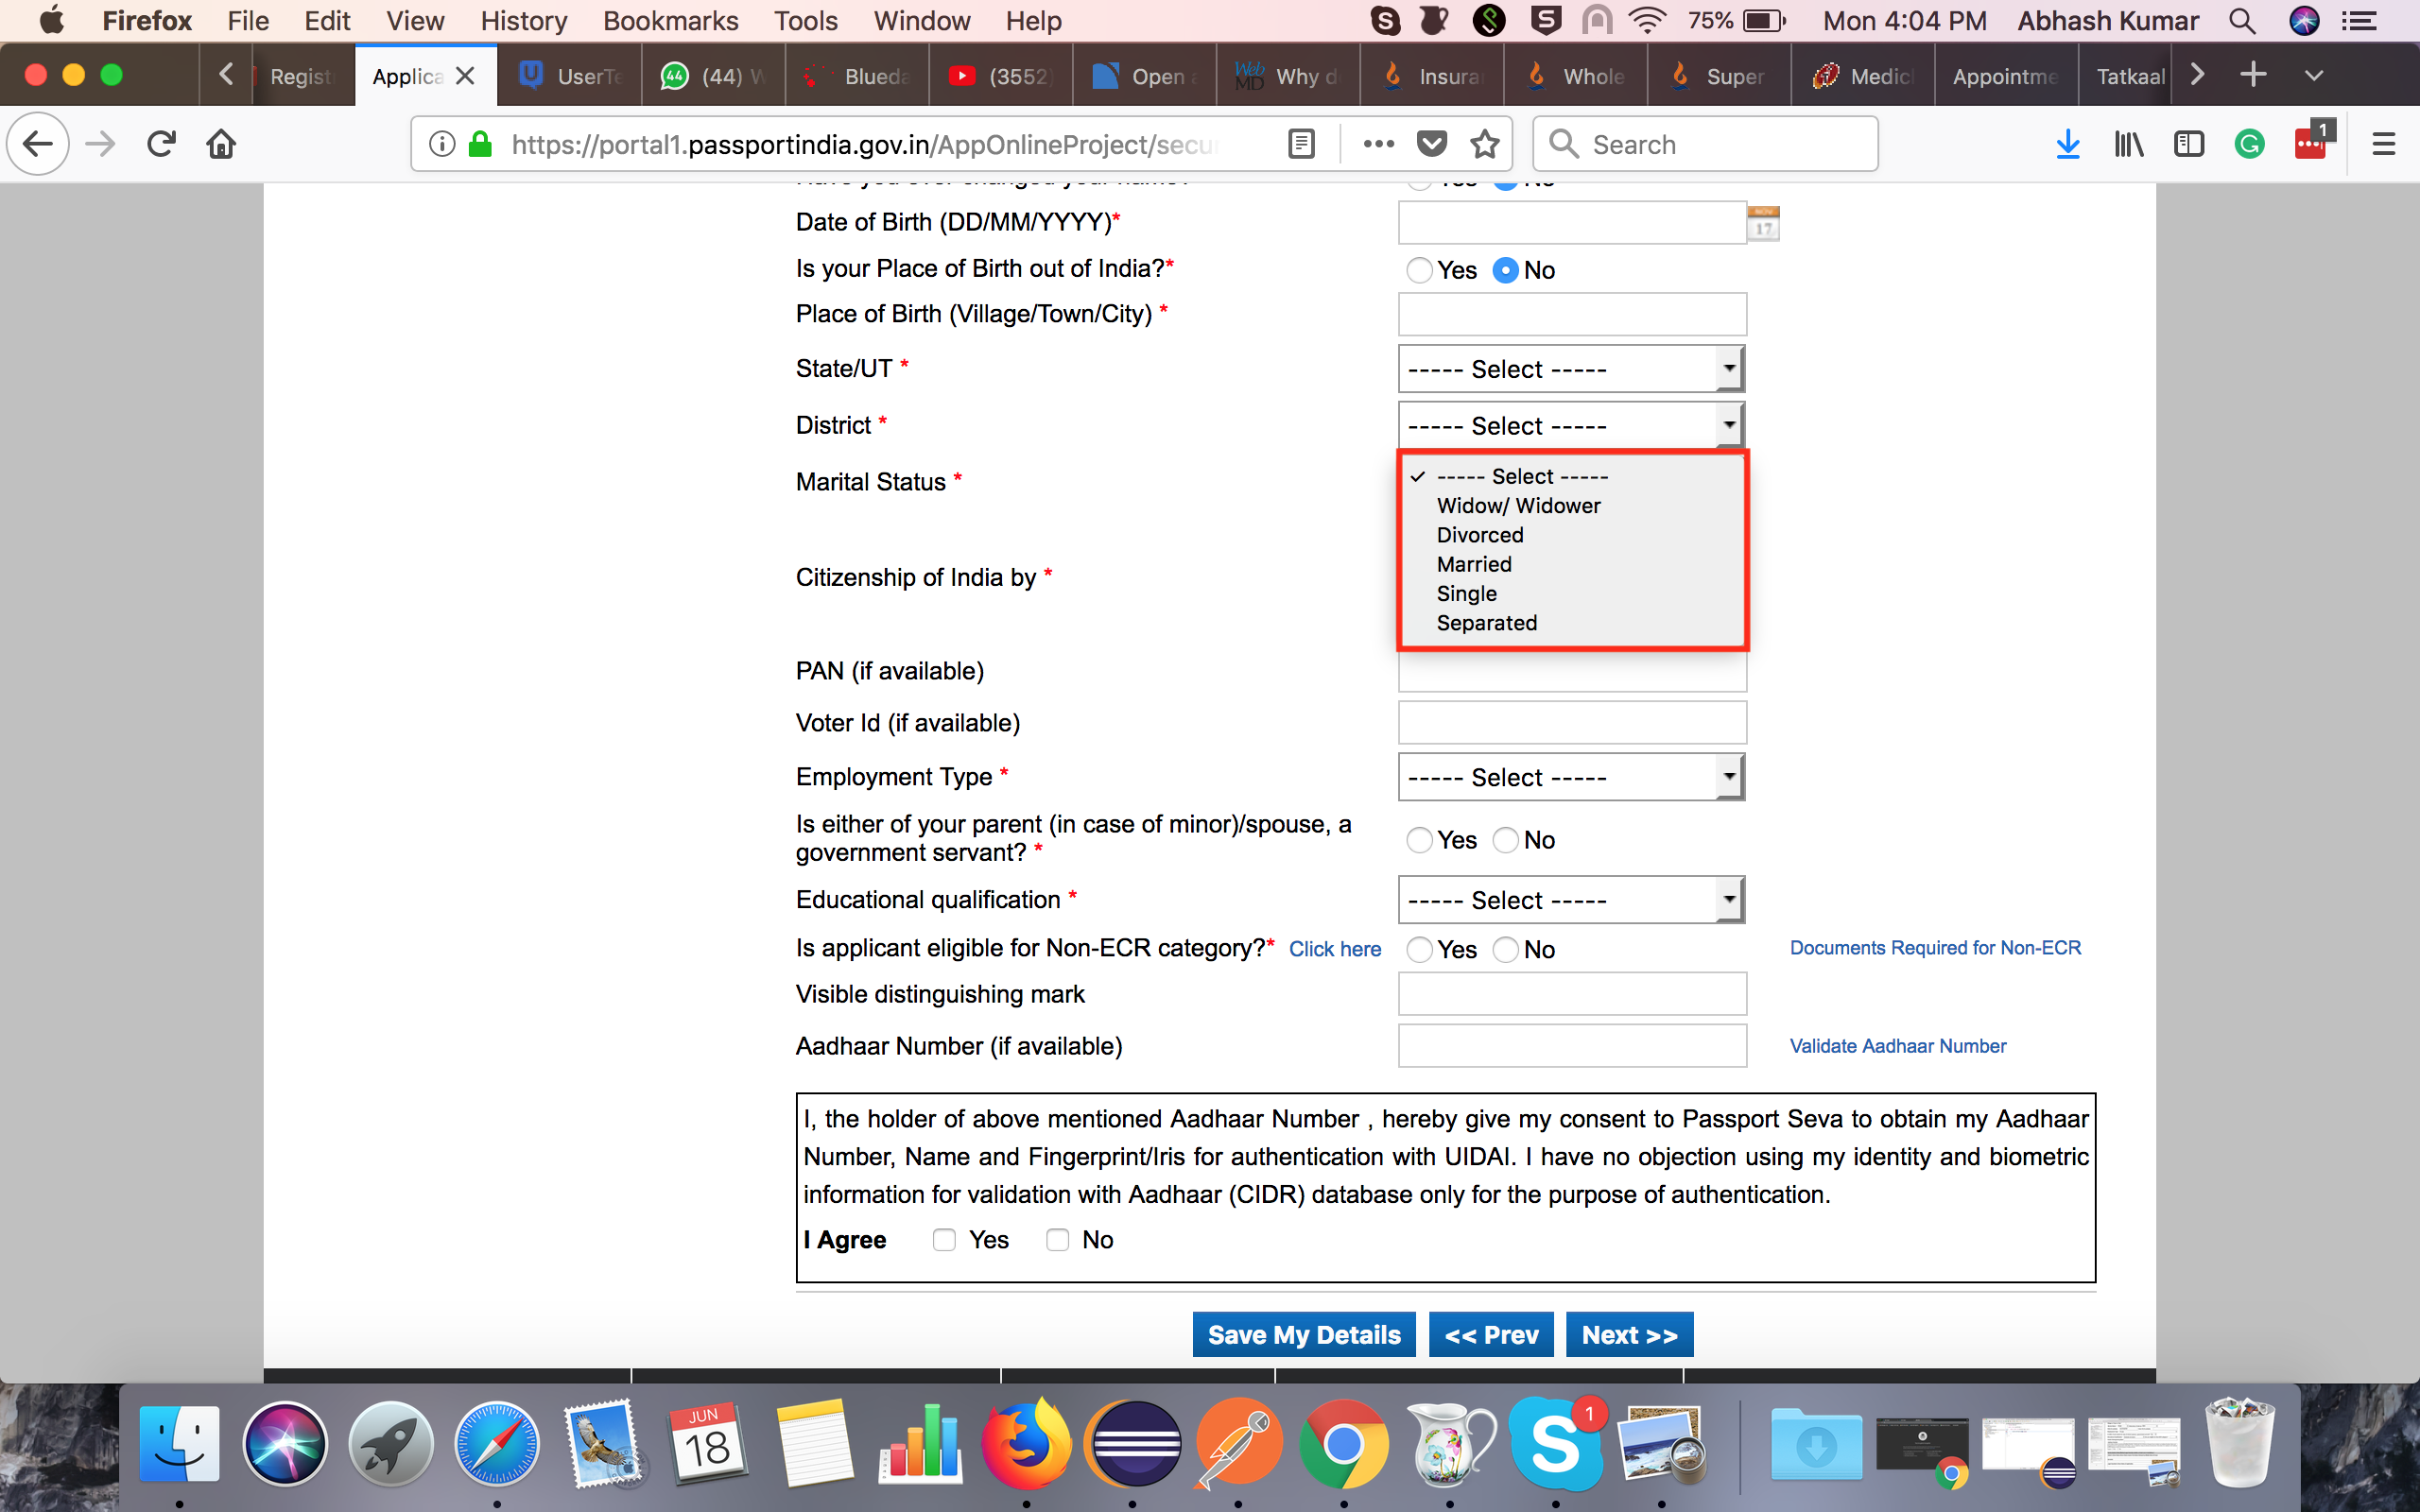 Firefox File Edit View History Bookmarks Tools Window Help 75% Mon 4:04 PM Abhash Kumar
Regist Applica UserTe (44) W Blueda (3552) Open a Why d Insura Whole Super Medic Appointme Tatkaal
https://portal1.passportindia.gov.in/AppOnlineProject/secu Search 1
Yes No
Date of Birth (DD/MM/YYYY)*
NOV
17
Is your Place of Birth out of India?* Yes No
Place of Birth (Village/Town/City) *
State/UT * ----- Select -----
District * ----- Select -----
Marital Status * ----- Select -----
Widow/ Widower
Divorced
Married
Single
Separated
Citizenship of India by *
PAN (if available)
Voter Id (if available)
Employment Type * ----- Select -----
Is either of your parent (in case of minor)/spouse, a
government servant? * Yes No
Educational qualification * ----- Select -----
Is applicant eligible for Non-ECR category?* Click here Yes No Documents Required for Non-ECR
Visible distinguishing mark
Aadhaar Number (if available) Validate Aadhaar Number
I, the holder of above mentioned Aadhaar Number , hereby give my consent to Passport Seva to obtain my Aadhaar
Number, Name and Fingerprint/Iris for authentication with UIDAI. I have no objection using my identity and biometric
information for validation with Aadhaar (CIDR) database only for the purpose of authentication.
I Agree Yes No
Save My Details << Prev Next >>
JUN
18
1